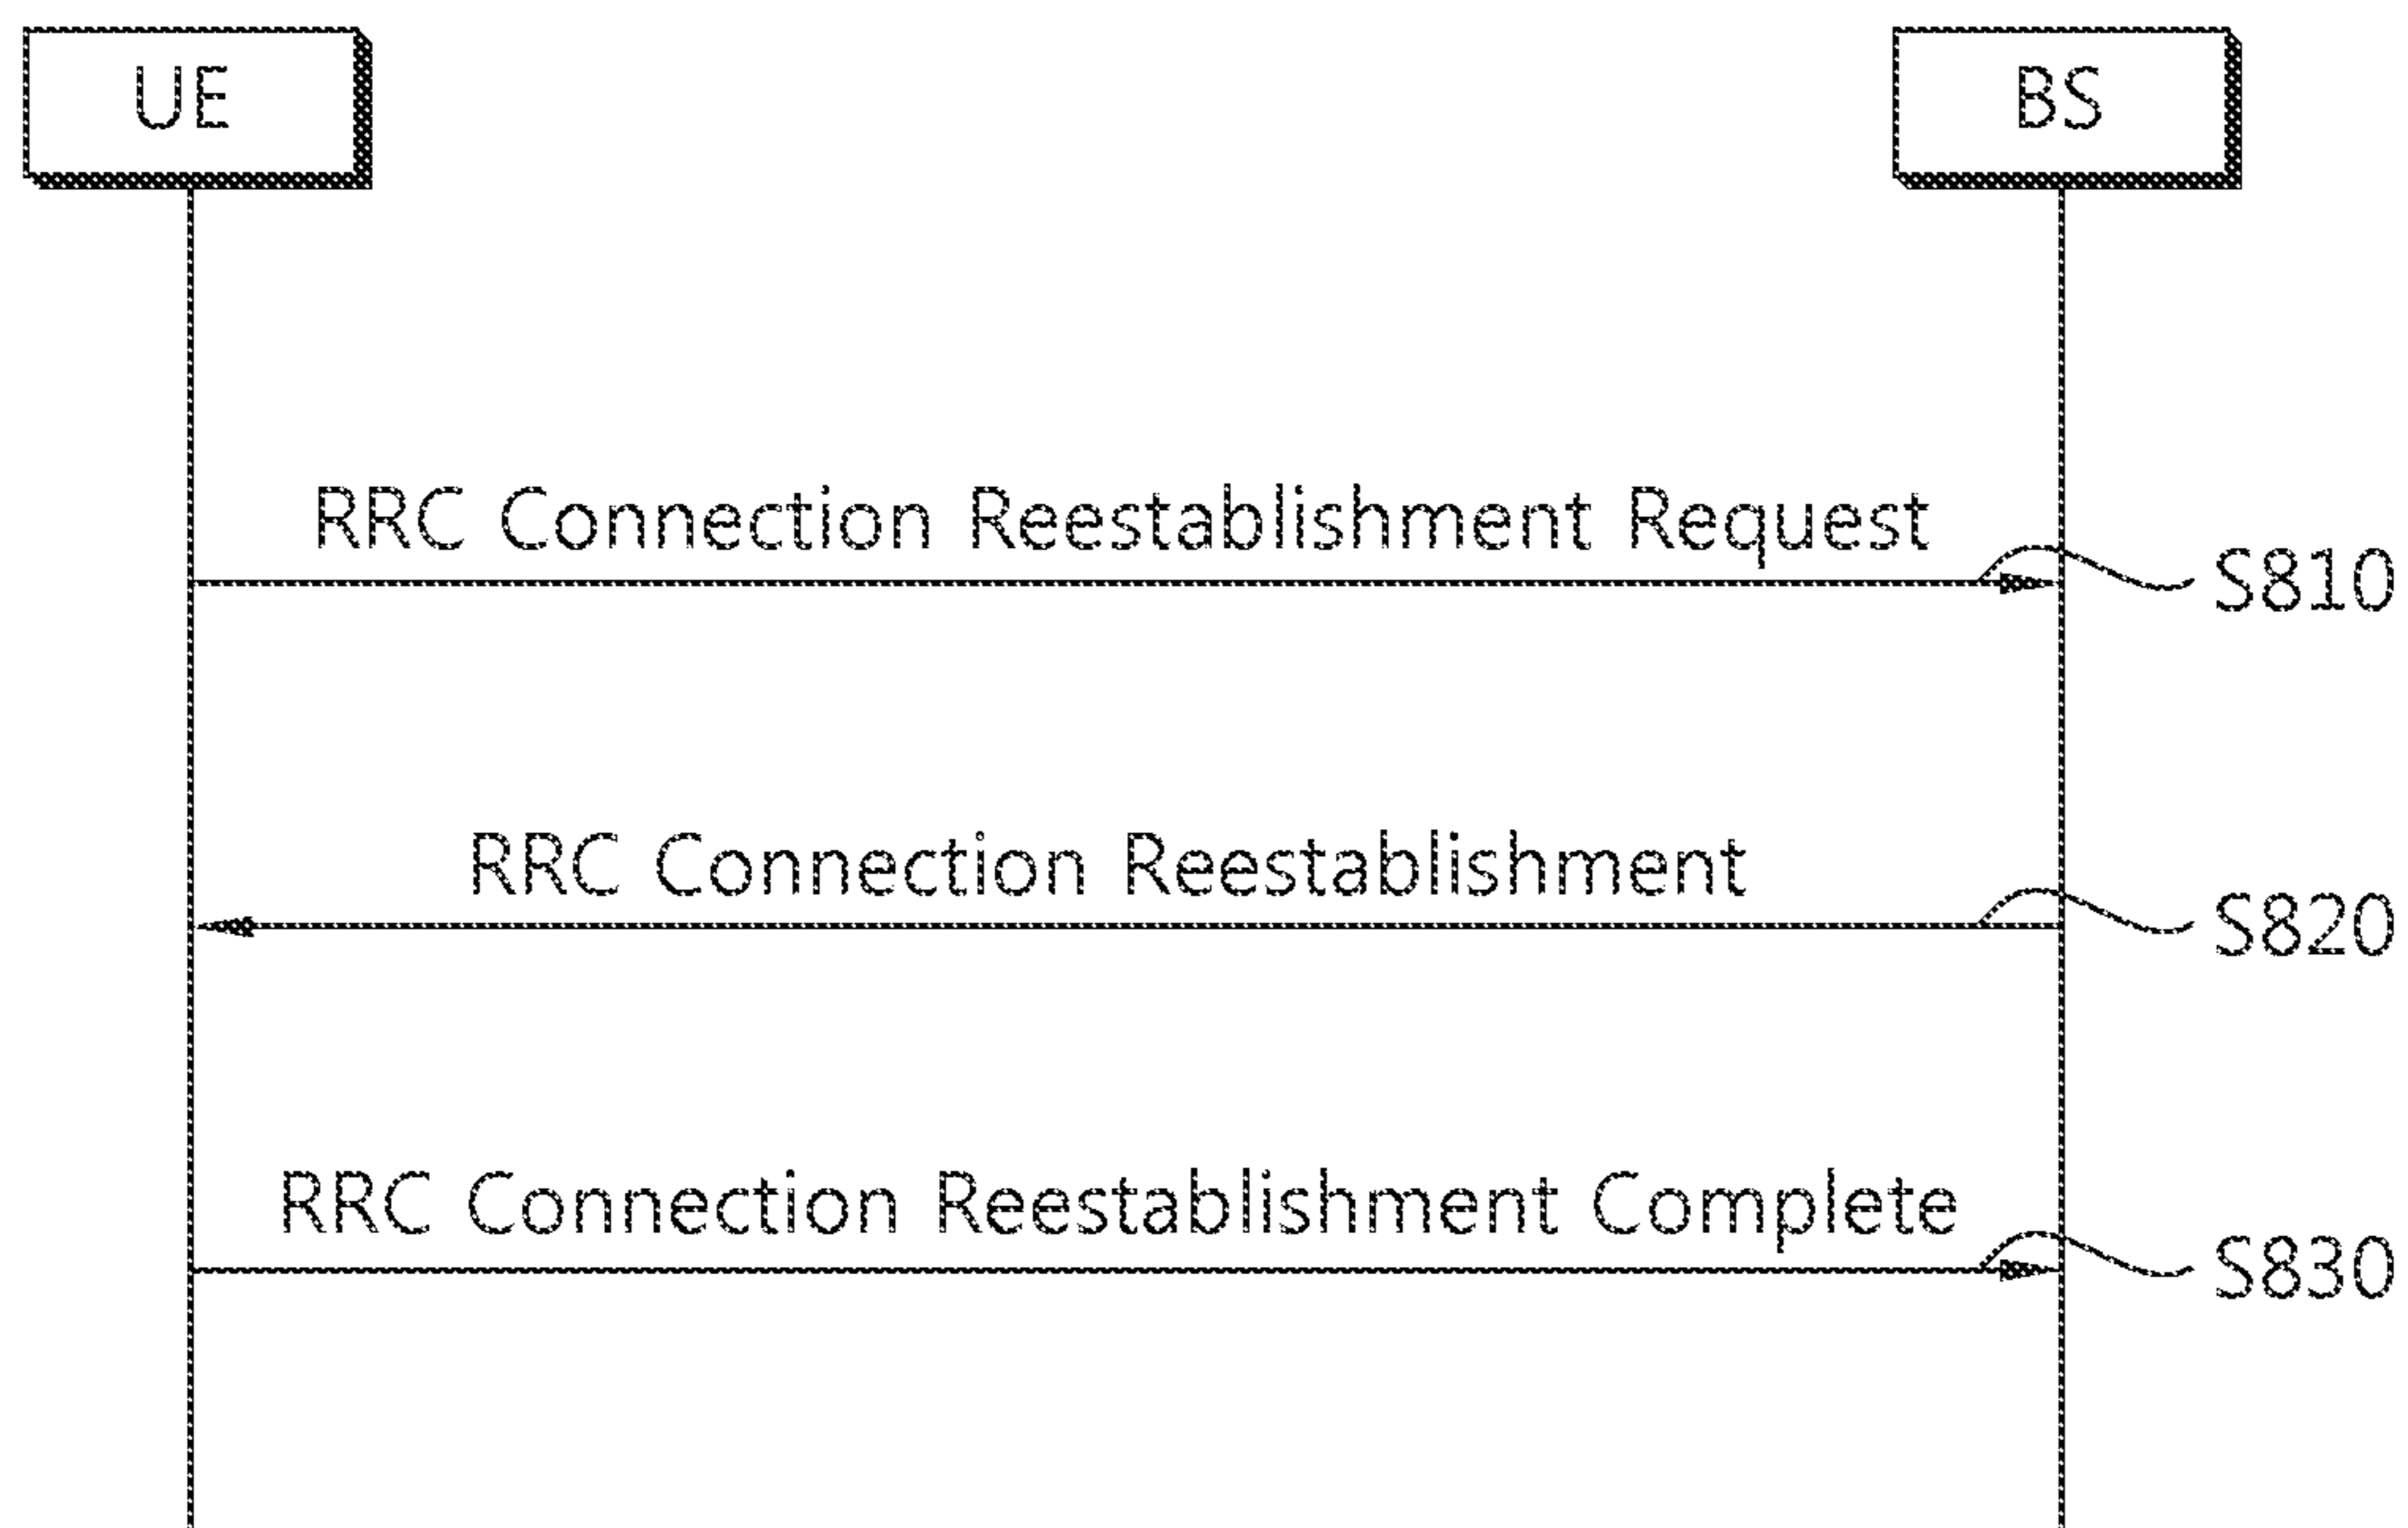 UE
BS
RRC Connection Reestablishment Request
S810
RRC Connection Reestablishment
S820
RRC Connection Reestablishment Complete
S830